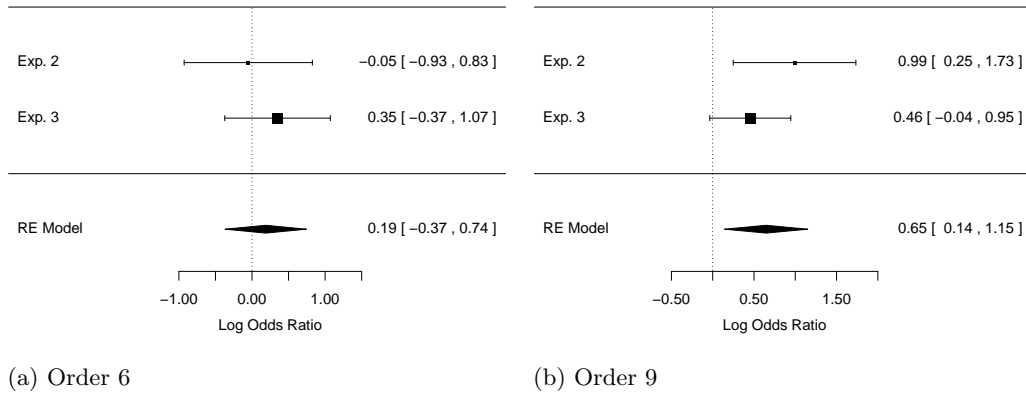 Exp. 2 −0.05 [ −0.93 , 0.83 ]
Exp. 3 0.35 [ −0.37 , 1.07 ]
RE Model 0.19 [ −0.37 , 0.74 ]
−1.00 0.00 1.00
Log Odds Ratio
(a) Order 6
Exp. 2 0.99 [ 0.25 , 1.73 ]
Exp. 3 0.46 [ −0.04 , 0.95 ]
RE Model 0.65 [ 0.14 , 1.15 ]
−0.50 0.50 1.50
Log Odds Ratio
(b) Order 9